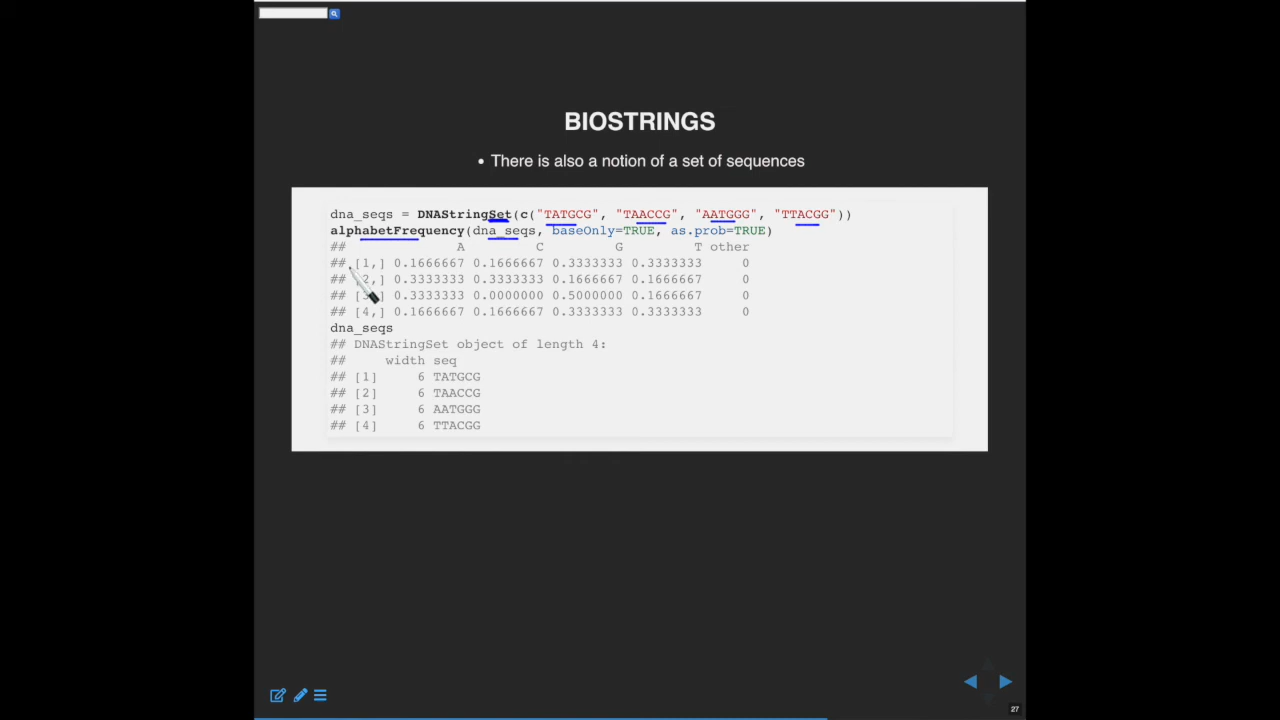 BIOSTRINGS
• There is also a notion of a set of sequences
dna_seqs = DNAStringSet(c("TATGCG", "TAACCG", "AATGGG", "TTACGG"))
alphabetFrequency(dna_seqs, baseOnly=TRUE, as.prob=TRUE)
## A C G T other
## [1,] 0.1666667 0.1666667 0.3333333 0.3333333 0
## [2,] 0.3333333 0.3333333 0.1666667 0.1666667 0
## [3,] 0.3333333 0.0000000 0.5000000 0.1666667 0
## [4,] 0.1666667 0.1666667 0.3333333 0.3333333 0
dna_seqs
## DNAStringSet object of length 4:
## width seq
## [1] 6 TATGCG
## [2] 6 TAACCG
## [3] 6 AATGGG
## [4] 6 TTACGG
27